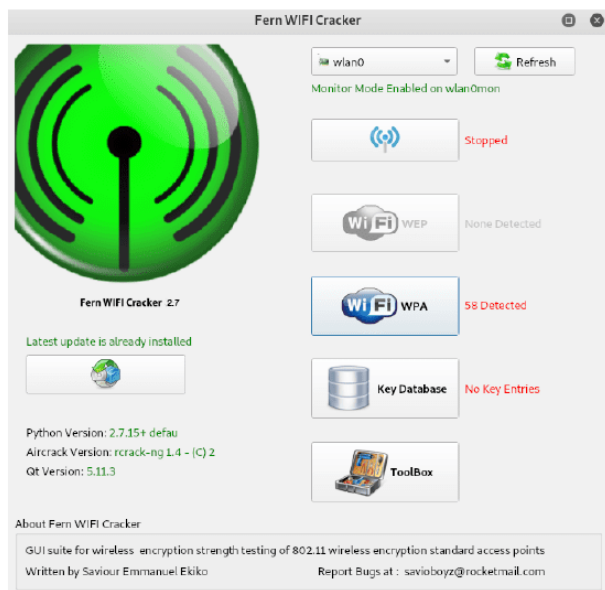 Fern WIFI Cracker
wlan0
Refresh
Monitor Mode Enabled on wlan0mon
Stopped
WiFi WEP
None Detected
Fern WIFI Cracker 2.7
WiFi WPA
58 Detected
Latest update is already installed
Key Database
No Key Entries
Python Version: 2.7.15+ defau
Aircrack Version: rcrack-ng 1.4 - (C) 2
Qt Version: 5.11.3
ToolBox
About Fern WIFI Cracker
GUI suite for wireless encryption strength testing of 802.11 wireless encryption standard access points
Written by Saviour Emmanuel Ekiko
Report Bugs at : savioboyz@rocketmail.com